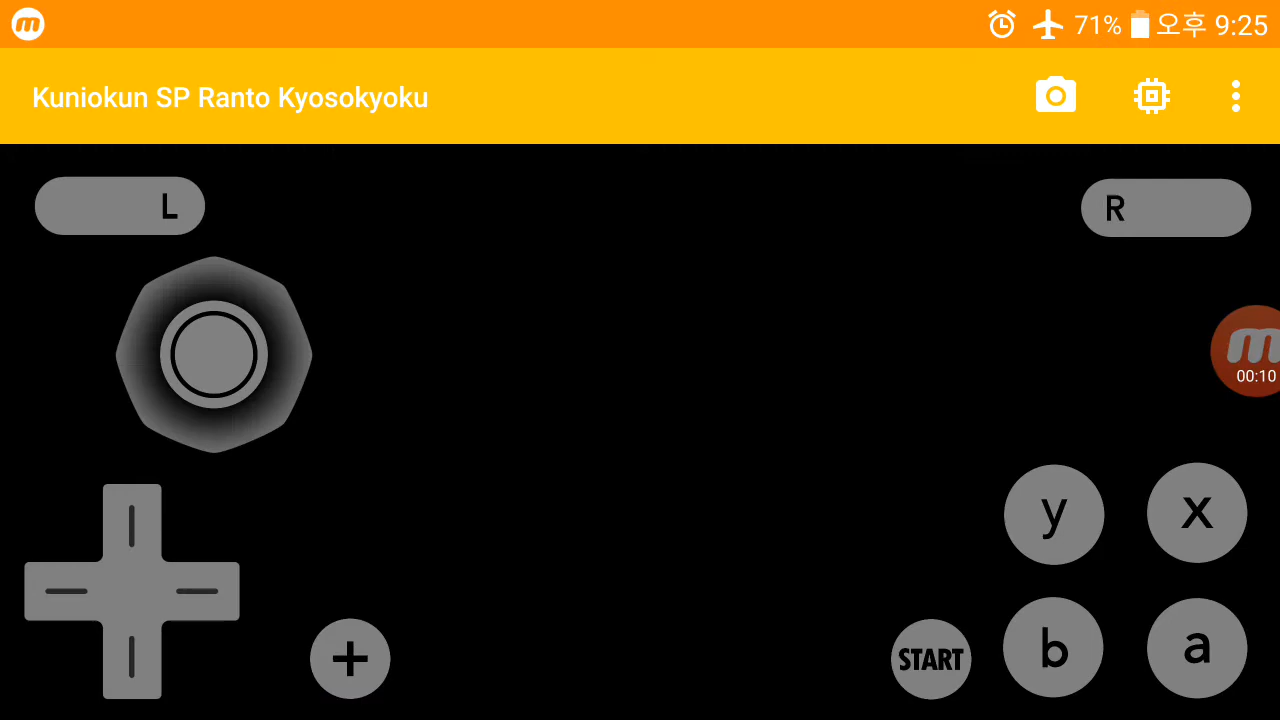 71% 오후 9:25
Kuniokun SP Ranto Kyosokyoku
L
R
m
00:10
y
x
START
b
a